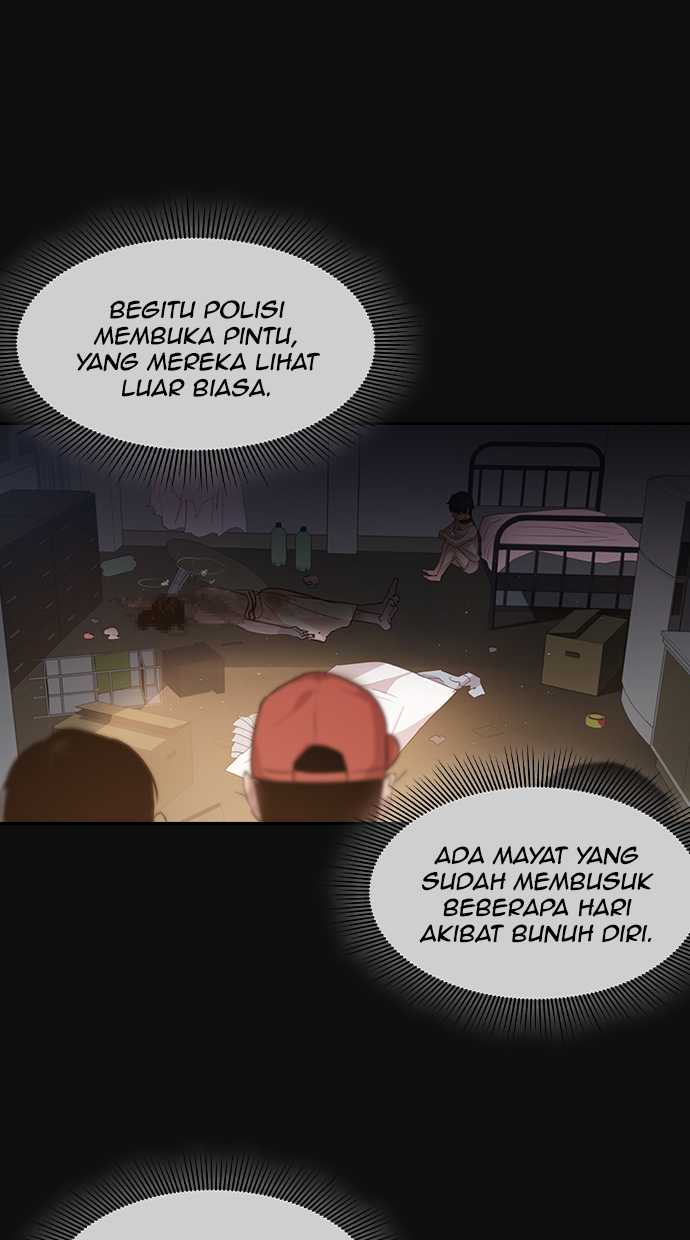 BEGITU POLISI
MEMBUKA PINTU,
YANG MEREKA LIHAT
LUAR BIASA.
ADA MAYAT YANG
SUDAH MEMBUSUK
BEBERAPA HARI
AKIBAT BUNUH DIRI.